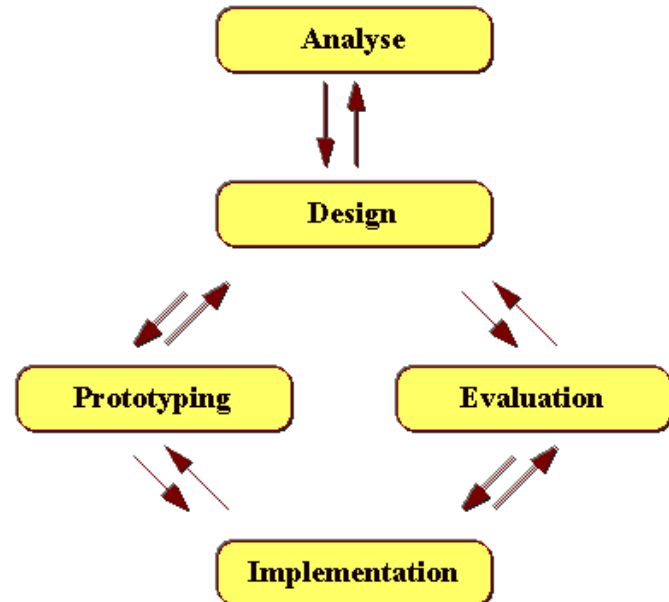 Analyse
Design
Prototyping
Evaluation
Implementation